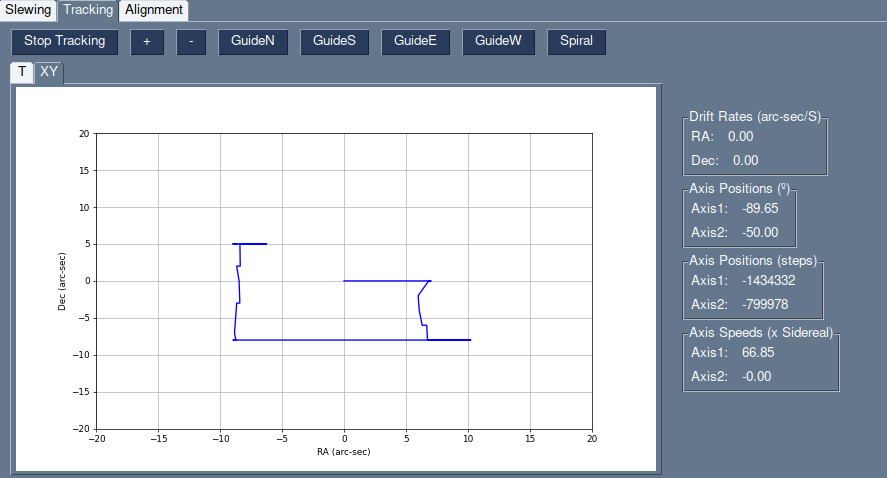 Slewing Tracking Alignment
Stop Tracking + - GuideN GuideS GuideE GuideW Spiral
T XY
20
15
10
5
0
−5
−10
−15
−20
Dec (arc-sec)
−20 −15 −10 −5 0 5 10 15 20
RA (arc-sec)
Drift Rates (arc-sec/S)
RA: 0.00
Dec: 0.00
Axis Positions (º)
Axis1: -89.65
Axis2: -50.00
Axis Positions (steps)
Axis1: -1434332
Axis2: -799978
Axis Speeds (x Sidereal)
Axis1: 66.85
Axis2: -0.00